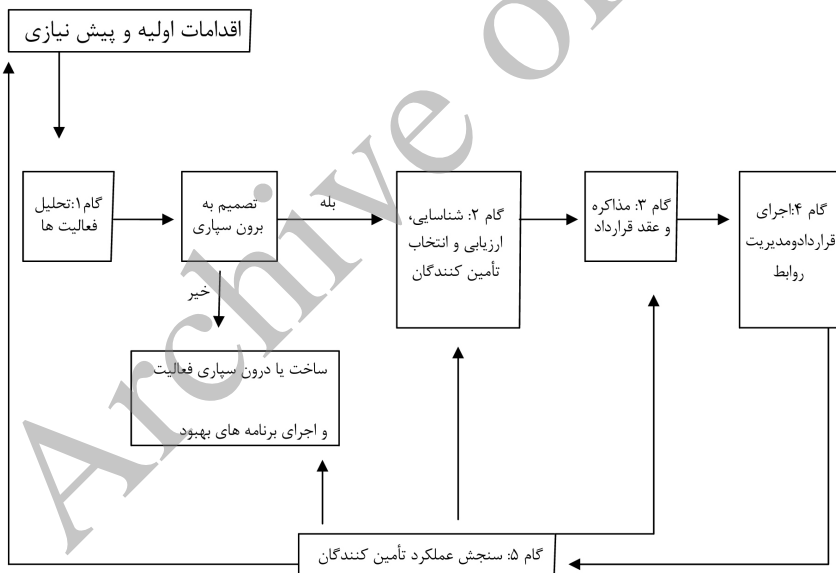 اقدامات اولیه و پیش نیازی
گام۱:تحلیل
فعالیت ها
تصمیم به
برون سپاری
بله
گام ۲: شناسایی،
ارزیابی و انتخاب
تأمین کنندگان
گام ۳: مذاکره
و عقد قرارداد
گام ۴:اجرای
قراردادومدیریت
روابط
خیر
ساخت یا درون سپاری فعالیت
و اجرای برنامه های بهبود
گام ۵: سنجش عملکرد تأمین کنندگان
Archive o